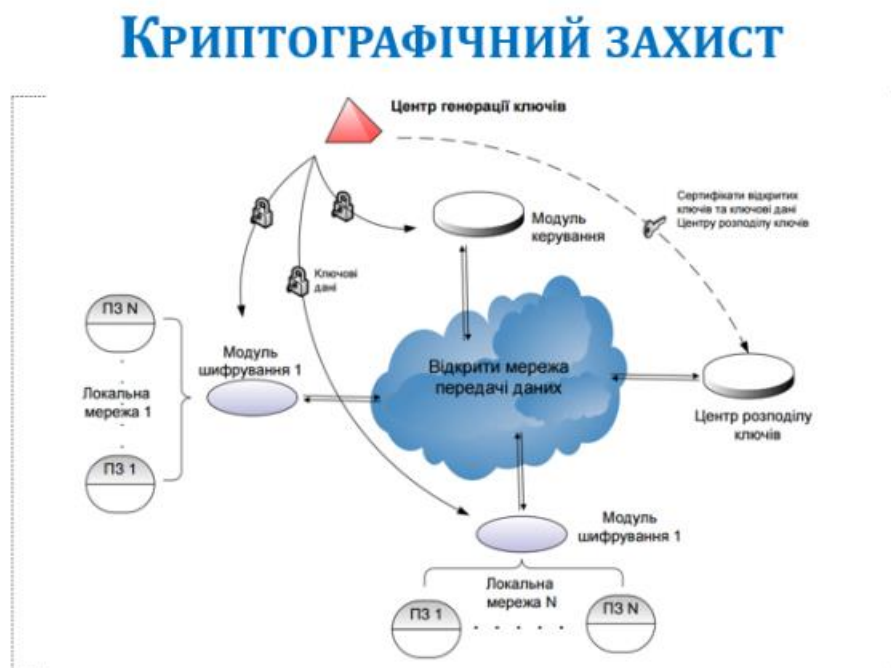 КРИПТОГРАФІЧНИЙ ЗАХИСТ
Центр генерації ключів
Сертифікати відкритих
ключів та ключові дані
Центру розподілу ключів
Модуль
керування
Ключові
дані
ПЗ N
Модуль
шифрування 1
Відкрити мережа
передачі даних
Локальна
мережа 1
Центр розподілу
ключів
ПЗ 1
Модуль
шифрування 1
Локальна
мережа N
ПЗ 1
ПЗ N